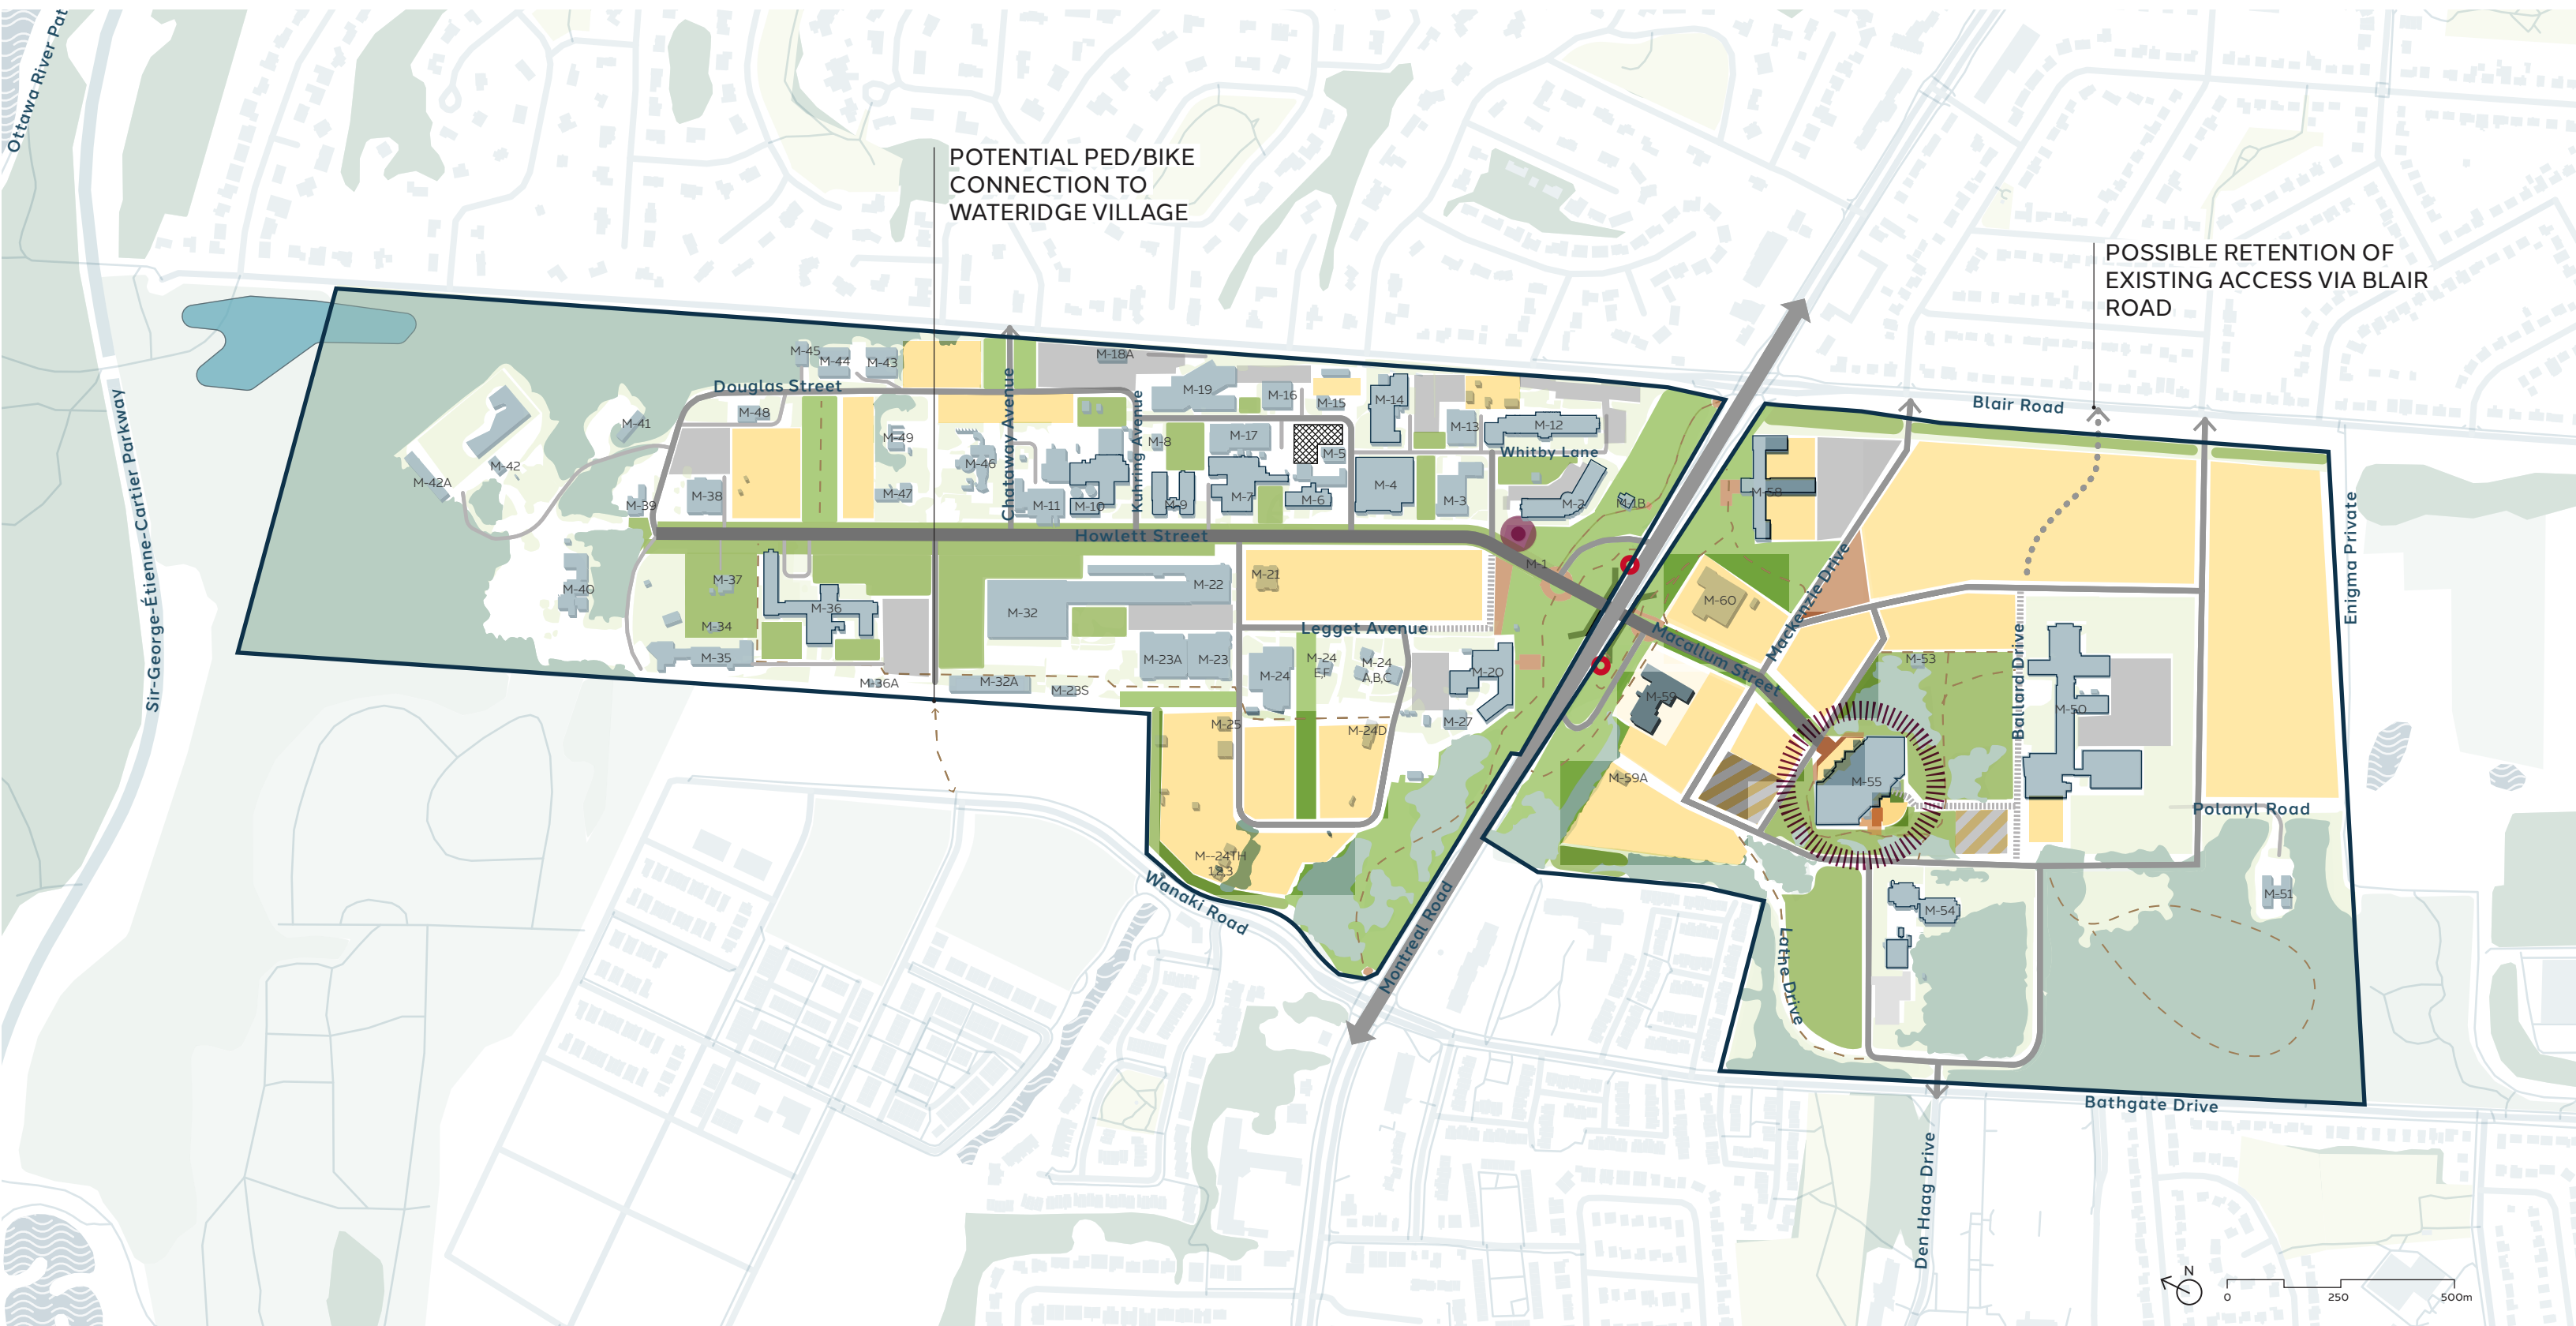 Ottawa River Pat
POTENTIAL PED/BIKE
CONNECTION TO
WATERIDGE VILLAGE
POSSIBLE RETENTION OF
EXISTING ACCESS VIA BLAIR
ROAD
Sir-George-Étienne-Cartier Parkway
Douglas Street
Chataway Avenue
Kuhring Avenue
Howlett Street
Whitby Lane
Legget Avenue
Blair Road
Enigma Private
Mackenzie Drive
Macallum Street
Ballard Drive
Polanyl Road
Wanaki Road
Montreal Road
Lathe Drive
Bathgate Drive
Den Haag Drive
M-45
M-44
M-43
M-18A
M-48
M-41
M-42
M-42A
M-49
M-46
M-47
M-39
M-38
M-40
M-37
M-34
M-35
M-36
M-36A
M-19
M-16
M-15
M-14
M-13
M-12
M-8
M-17
M-5
M-11
M-10
M-9
M-7
M-6
M-4
M-3
M-2
M-1B
M-1
M-32
M-22
M-21
M-32A
M-23S
M-23A
M-23
M-24
M-24
E,F
M-24
A,B,C
M-20
M-27
M-25
M-24D
M--24TH
1,2,3
M-58
M-60
M-59
M-59A
M-53
M-50
M-55
M-54
M-51
N
0
250
500m